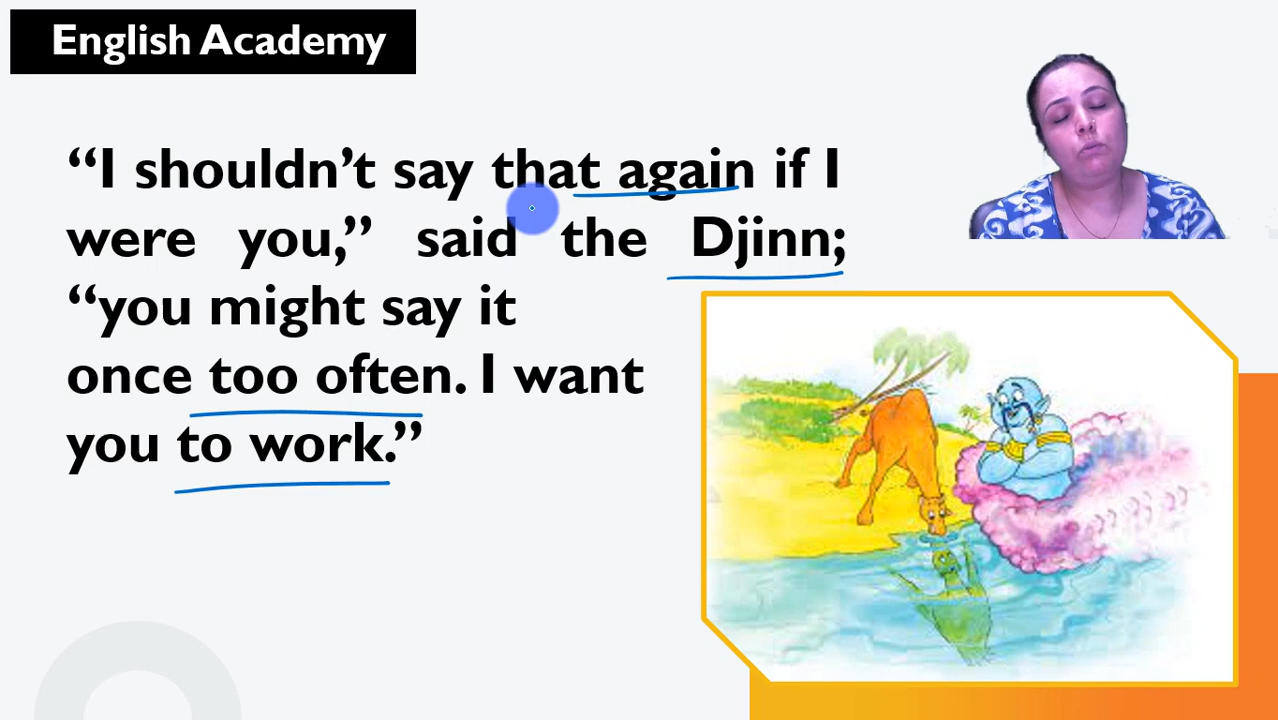 English Academy
“I shouldn’t say that again if I
were you,” said the Djinn;
“you might say it
once too often. I want
you to work.”